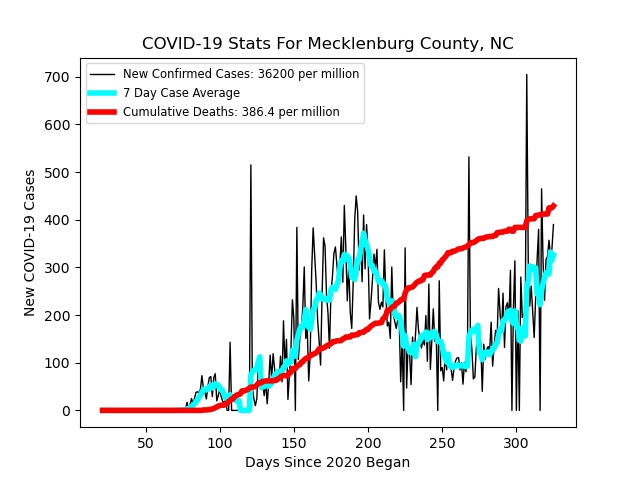 COVID-19 Stats For Mecklenburg County, NC
New Confirmed Cases: 36200 per million
7 Day Case Average
Cumulative Deaths: 386.4 per million
New COVID-19 Cases
700
600
500
400
300
200
100
0
50 100 150 200 250 300
Days Since 2020 Began